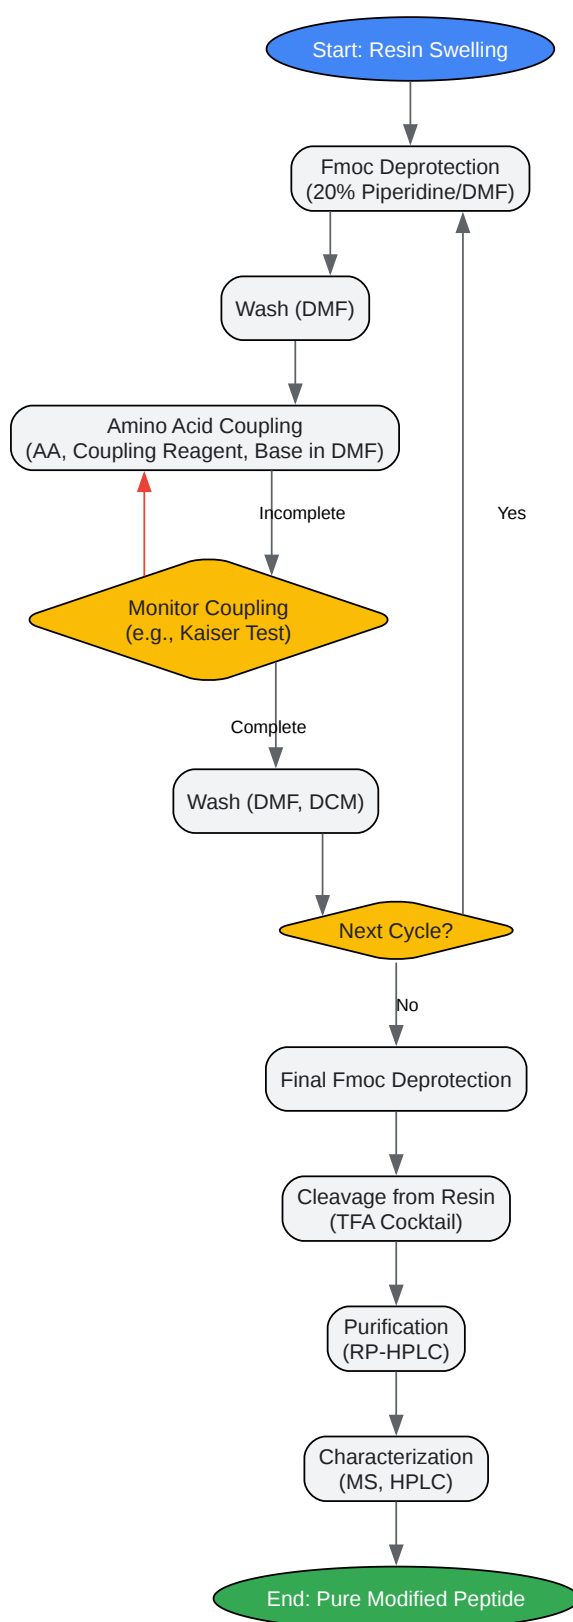 Start: Resin Swelling
Fmoc Deprotection
(20% Piperidine/DMF)
Wash (DMF)
Amino Acid Coupling
(AA, Coupling Reagent, Base in DMF)
Incomplete
Yes
Monitor Coupling
(e.g., Kaiser Test)
Complete
Wash (DMF, DCM)
Next Cycle?
No
Final Fmoc Deprotection
Cleavage from Resin
(TFA Cocktail)
Purification
(RP-HPLC)
Characterization
(MS, HPLC)
End: Pure Modified Peptide